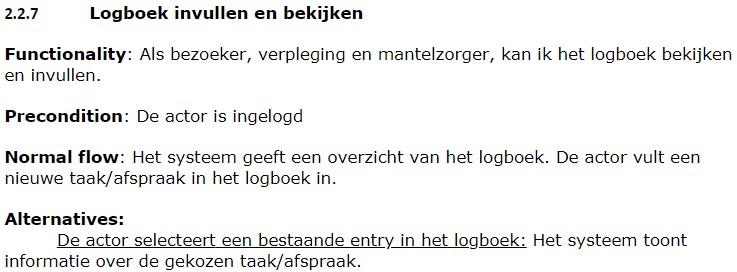 2.2.7 Logboek invullen en bekijken
Functionality: Als bezoeker, verpleging en mantelzorger, kan ik het logboek bekijken
en invullen.
Precondition: De actor is ingelogd
Normal flow: Het systeem geeft een overzicht van het logboek. De actor vult een
nieuwe taak/afspraak in het logboek in.
Alternatives:
De actor selecteert een bestaande entry in het logboek: Het systeem toont
informatie over de gekozen taak/afspraak.